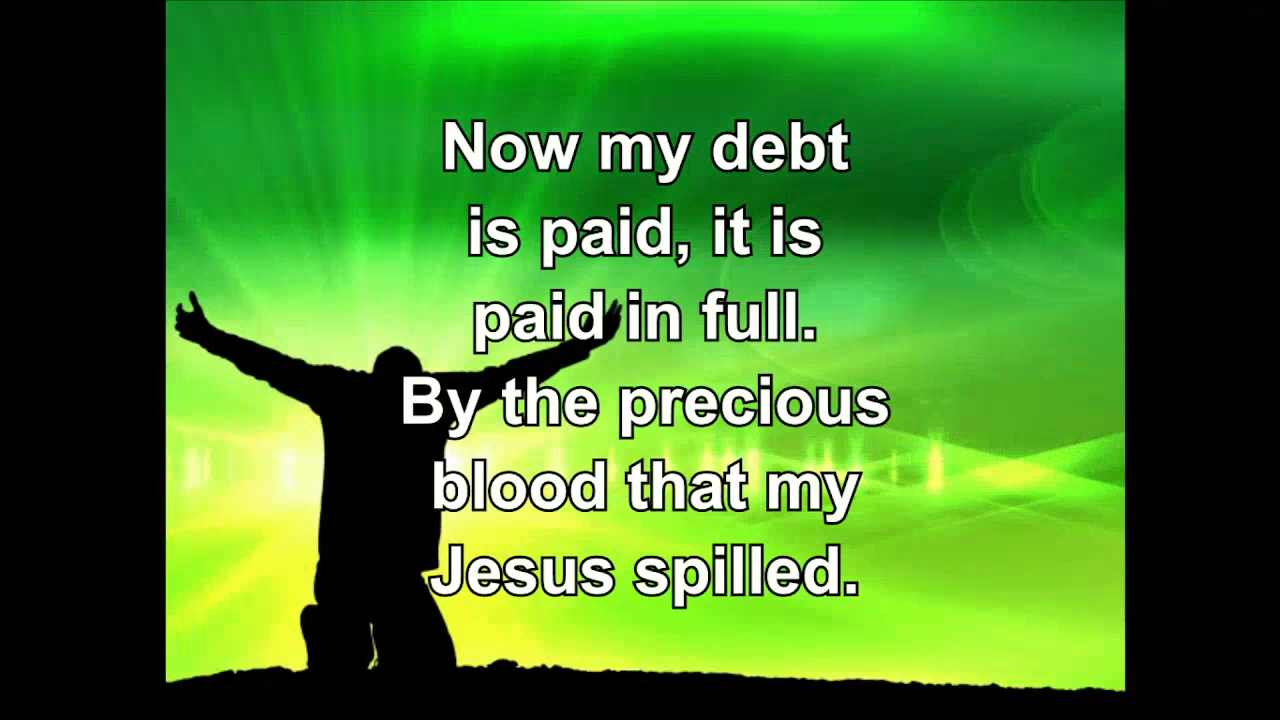 Now my debt
is paid, it is
paid in full.
By the precious
blood that my
Jesus spilled.